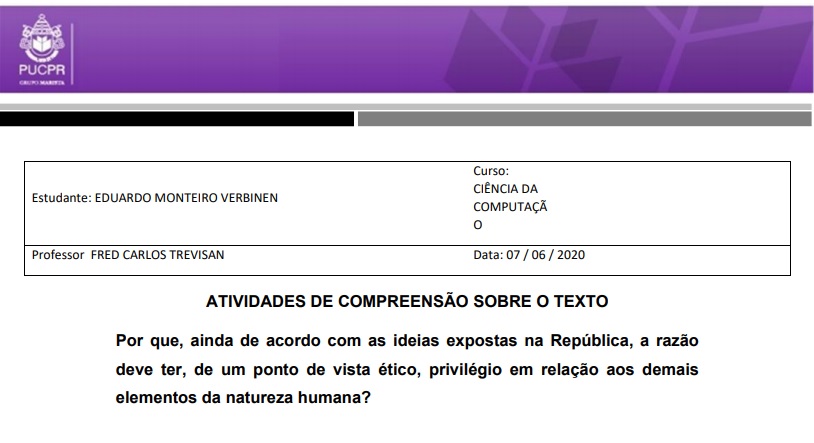 PUCPR
GRUPO MARISTA
Estudante: EDUARDO MONTEIRO VERBINEN
Curso:
CIÊNCIA DA
COMPUTAÇÃ
O
Professor FRED CARLOS TREVISAN
Data: 07 / 06 / 2020
ATIVIDADES DE COMPREENSÃO SOBRE O TEXTO
Por que, ainda de acordo com as ideias expostas na República, a razão
deve ter, de um ponto de vista ético, privilégio em relação aos demais
elementos da natureza humana?